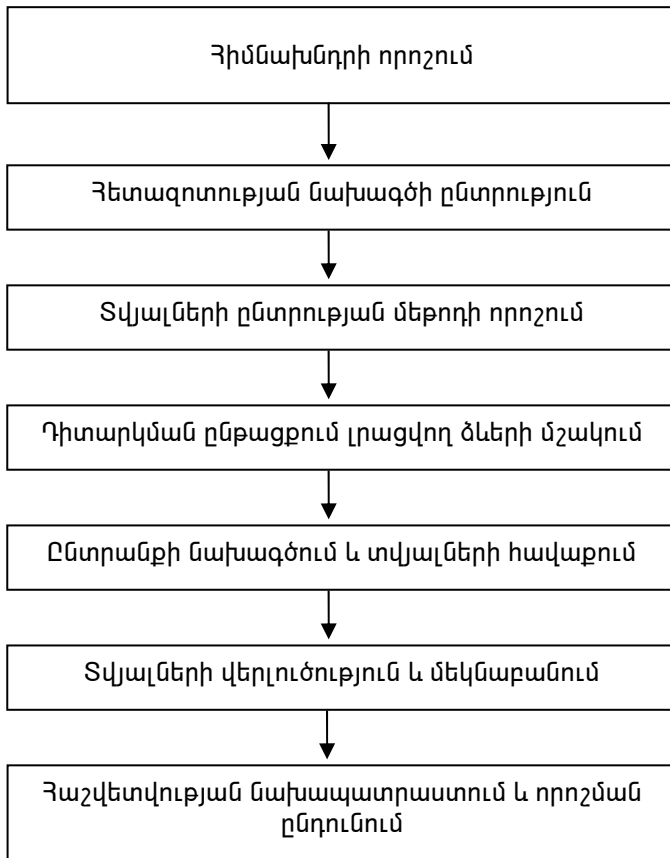 Հիմնախնդրի որոշում
Հետազոտության նախագծի ընտրություն
Տվյալների ընտրության մեթոդի որոշում
Դիտարկման ընթացքում լրացվող ձևերի մշակում
Ընտրանքի նախագծում և տվյալների հավաքում
Տվյալների վերլուծություն և մեկնաբանում
Հաշվետվության նախապատրաստում և որոշման
ընդունում